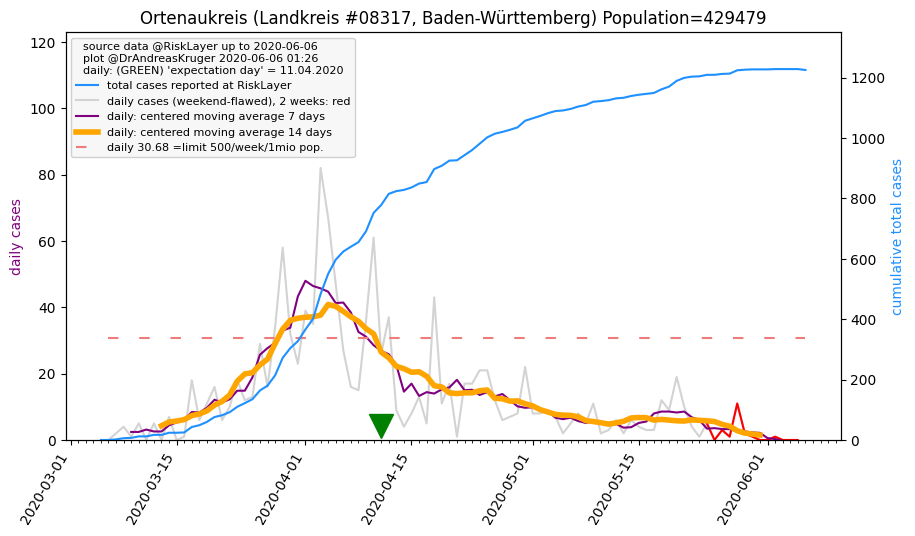 Ortenaukreis (Landkreis #08317, Baden-Württemberg) Population=429479
source data @RiskLayer up to 2020-06-06
plot @DrAndreasKruger 2020-06-06 01:26
daily: (GREEN) 'expectation day' = 11.04.2020
total cases reported at RiskLayer
daily cases (weekend-flawed), 2 weeks: red
daily: centered moving average 7 days
daily: centered moving average 14 days
daily 30.68 =limit 500/week/1mio pop.
daily cases
120
100
80
60
40
20
0
cumulative total cases
1200
1000
800
600
400
200
0
2020-03-01
2020-03-15
2020-04-01
2020-04-15
2020-05-01
2020-05-15
2020-06-01